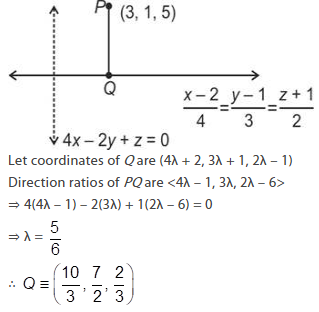 P (3, 1, 5)
Q
x – 2/4 = y – 1/3 = z + 1/2
4x – 2y + z = 0
Let coordinates of Q are (4λ + 2, 3λ + 1, 2λ – 1)
Direction ratios of PQ are <4λ – 1, 3λ, 2λ – 6>
⇒ 4(4λ – 1) – 2(3λ) + 1(2λ – 6) = 0
⇒ λ = 5/6
∴ Q ≡ (10/3, 7/2, 2/3)